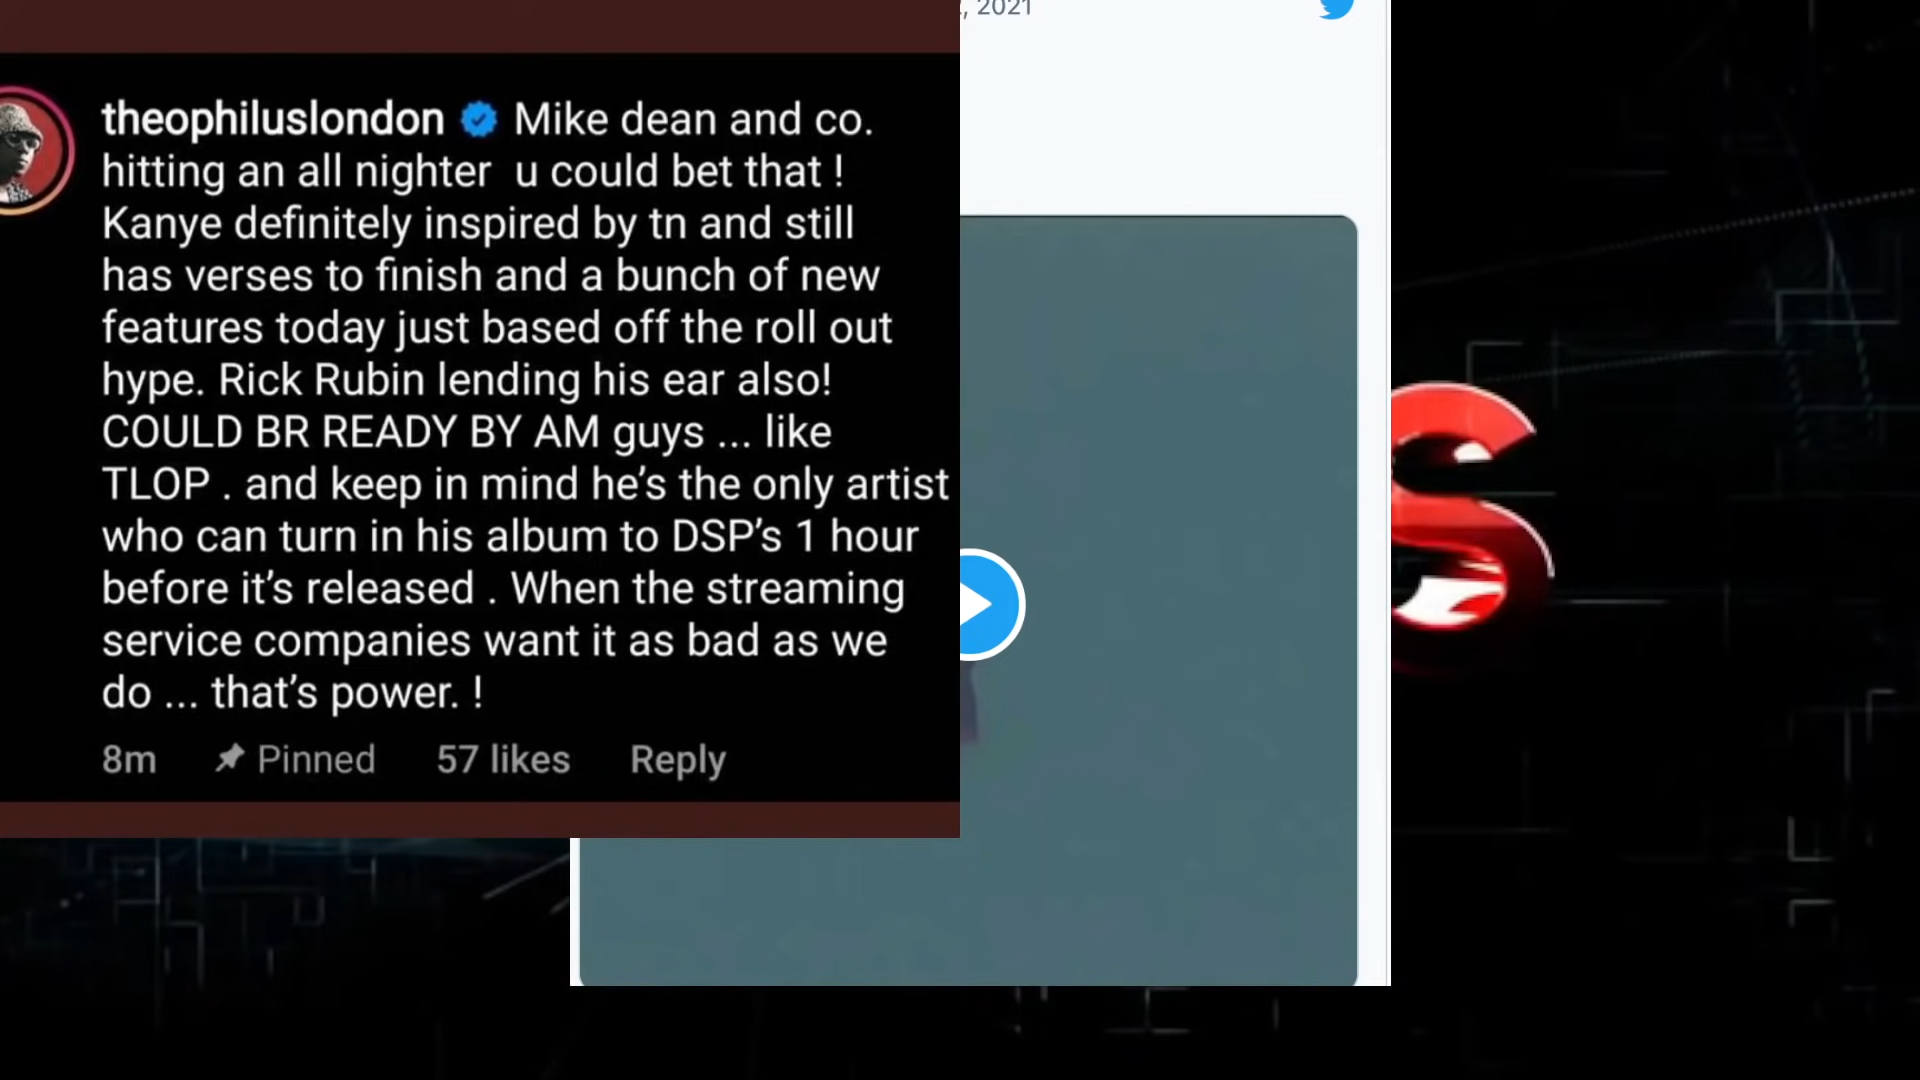 , 2021
theophiluslondon Mike dean and co.
hitting an all nighter u could bet that !
Kanye definitely inspired by tn and still
has verses to finish and a bunch of new
features today just based off the roll out
hype. Rick Rubin lending his ear also!
COULD BR READY BY AM guys ... like
TLOP . and keep in mind he's the only artist
who can turn in his album to DSP's 1 hour
before it's released . When the streaming
service companies want it as bad as we
do ... that's power. !
8m Pinned 57 likes Reply
S